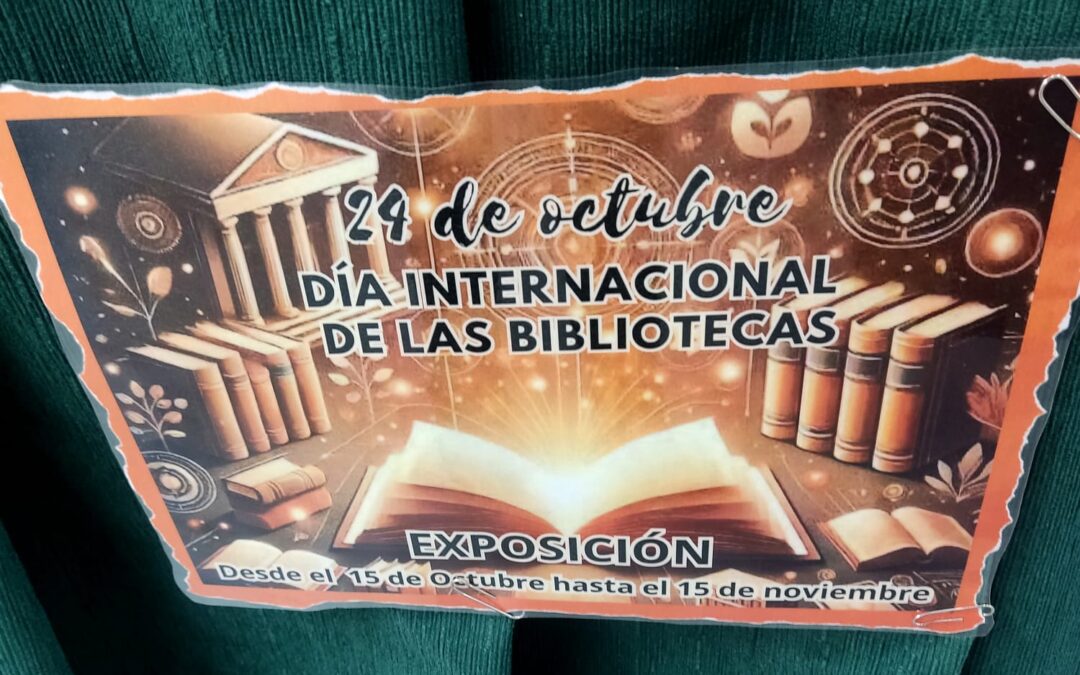 24 de octubre
DÍA INTERNACIONAL
DE LAS BIBLIOTECAS
EXPOSICIÓN
Desde el 15 de Octubre hasta el 15 de noviembre